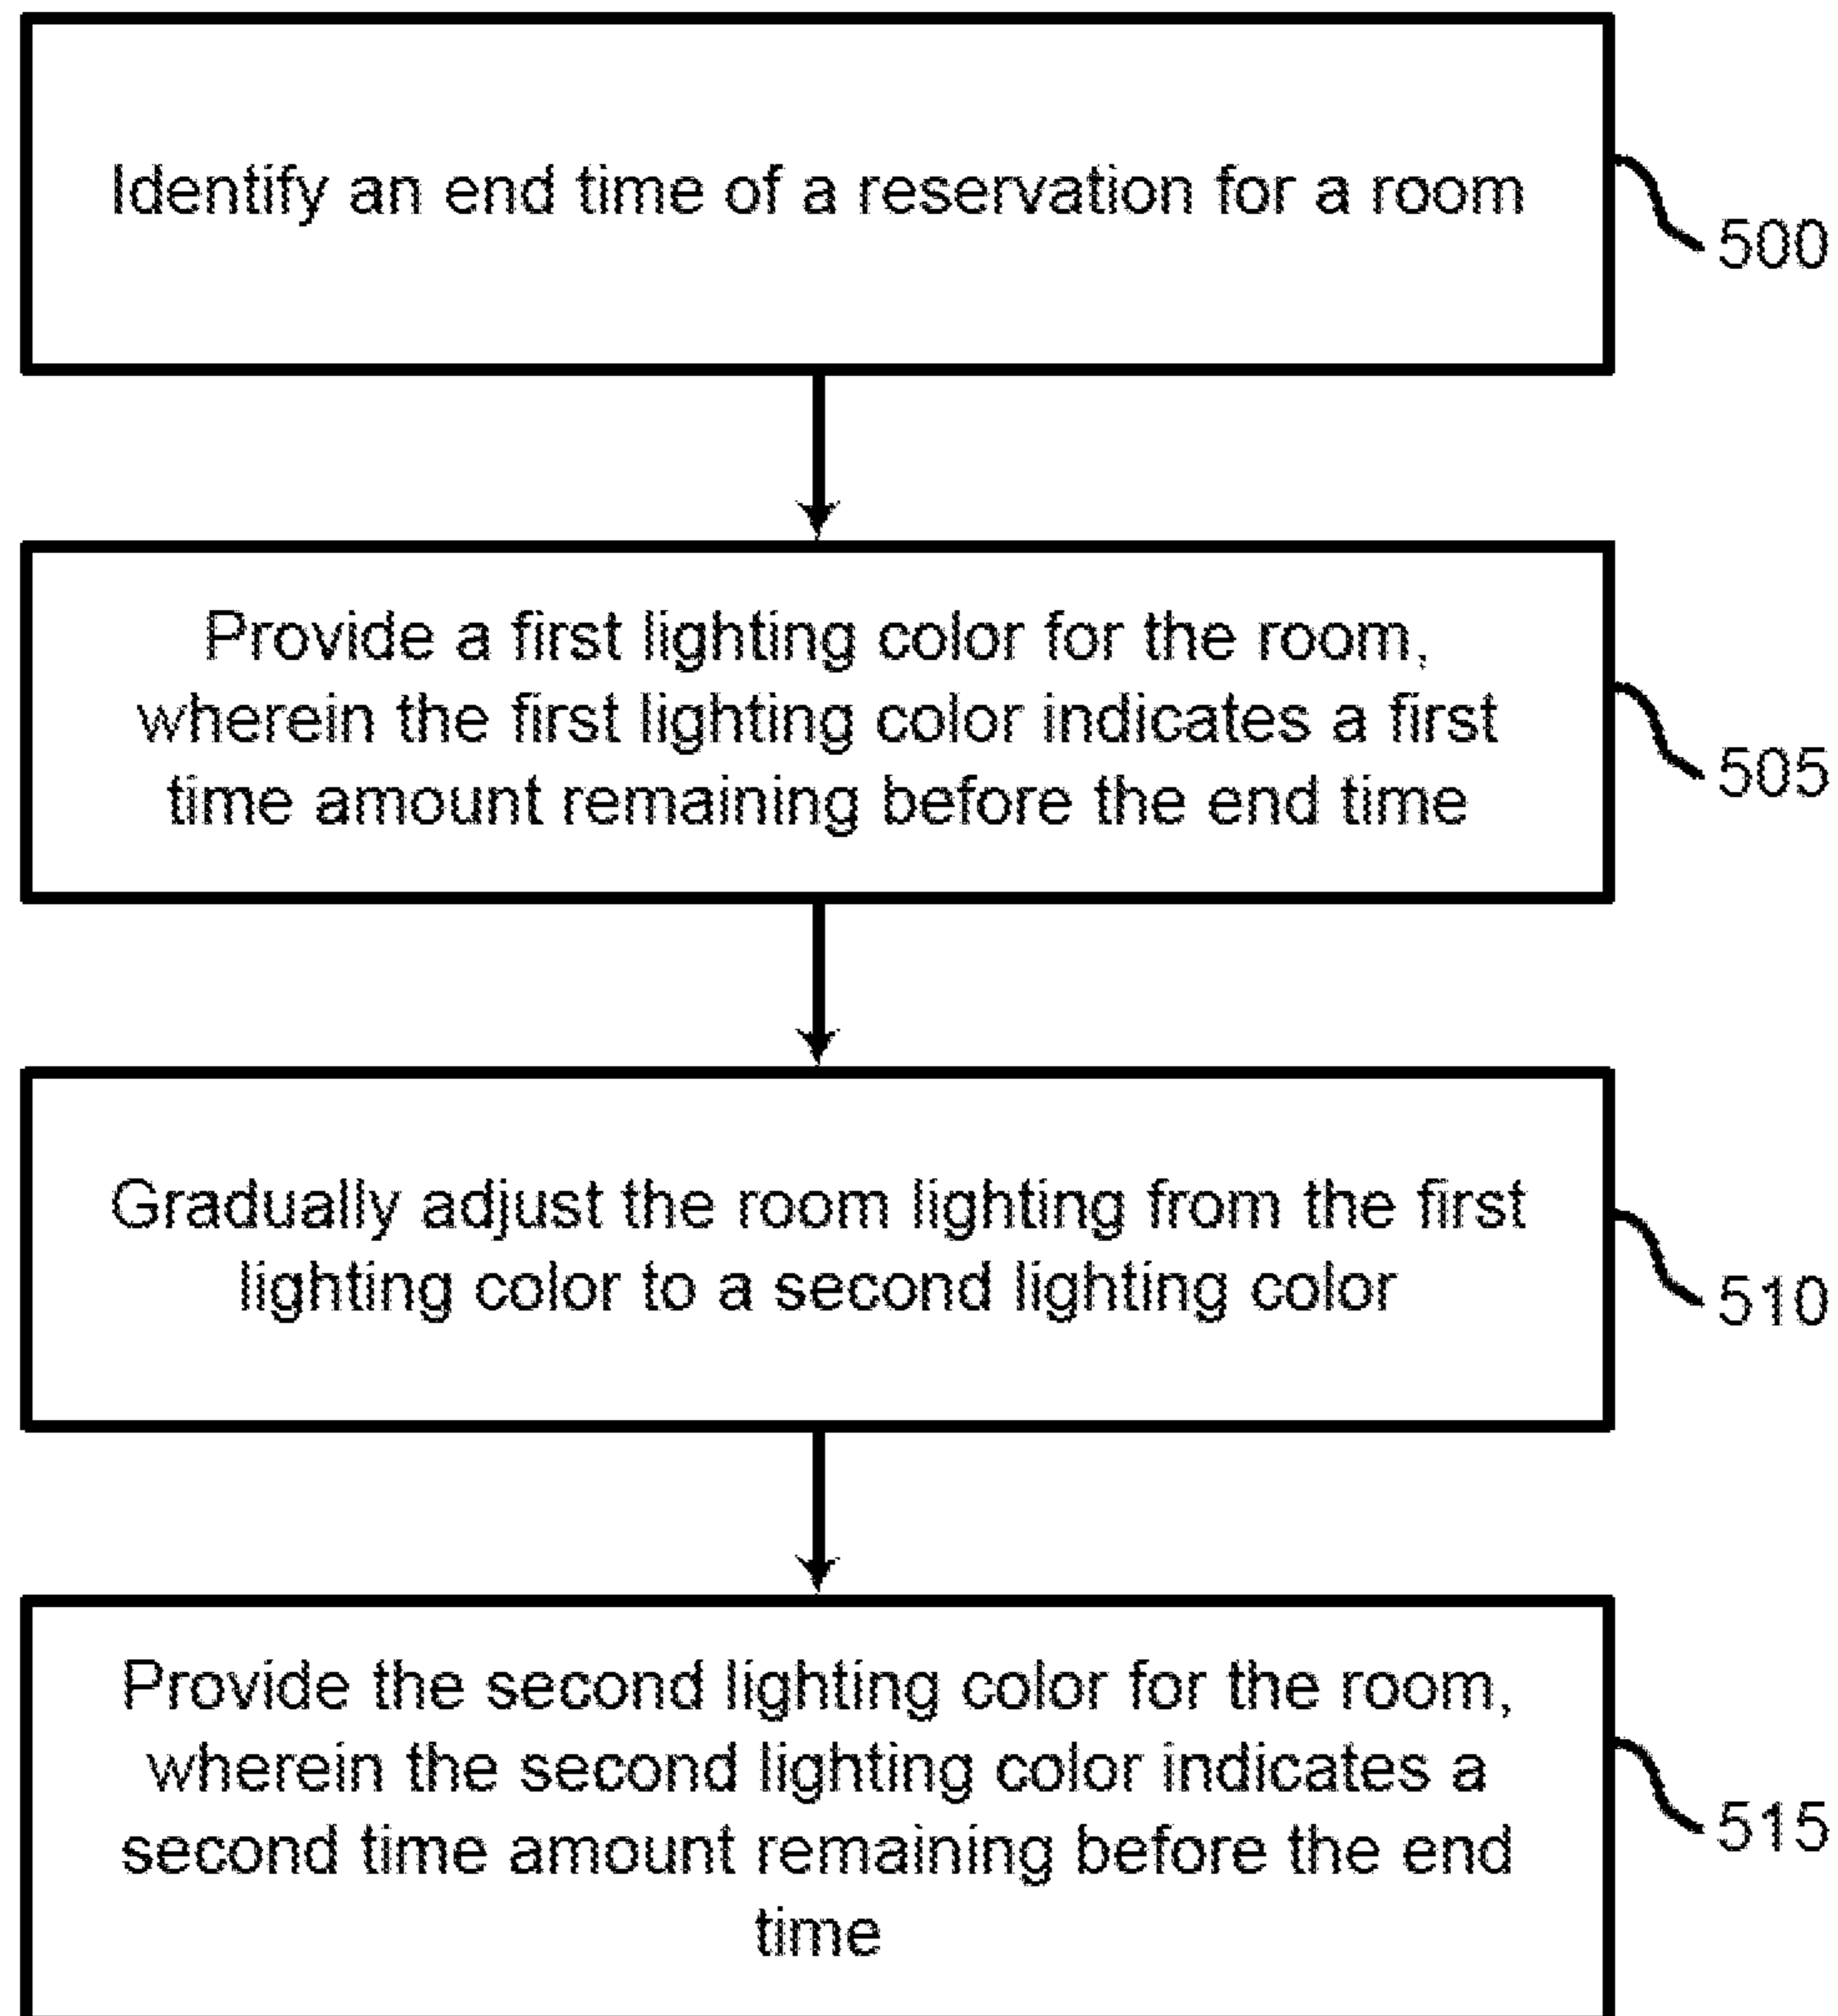 Identify an end time of a reservation for a room
500
Provide a first lighting color for the room,
wherein the first lighting color indicates a first
time amount remaining before the end time
505
Gradually adjust the room lighting from the first
lighting color to a second lighting color
510
Provide the second lighting color for the room,
wherein the second lighting color indicates a
second time amount remaining before the end
time
515